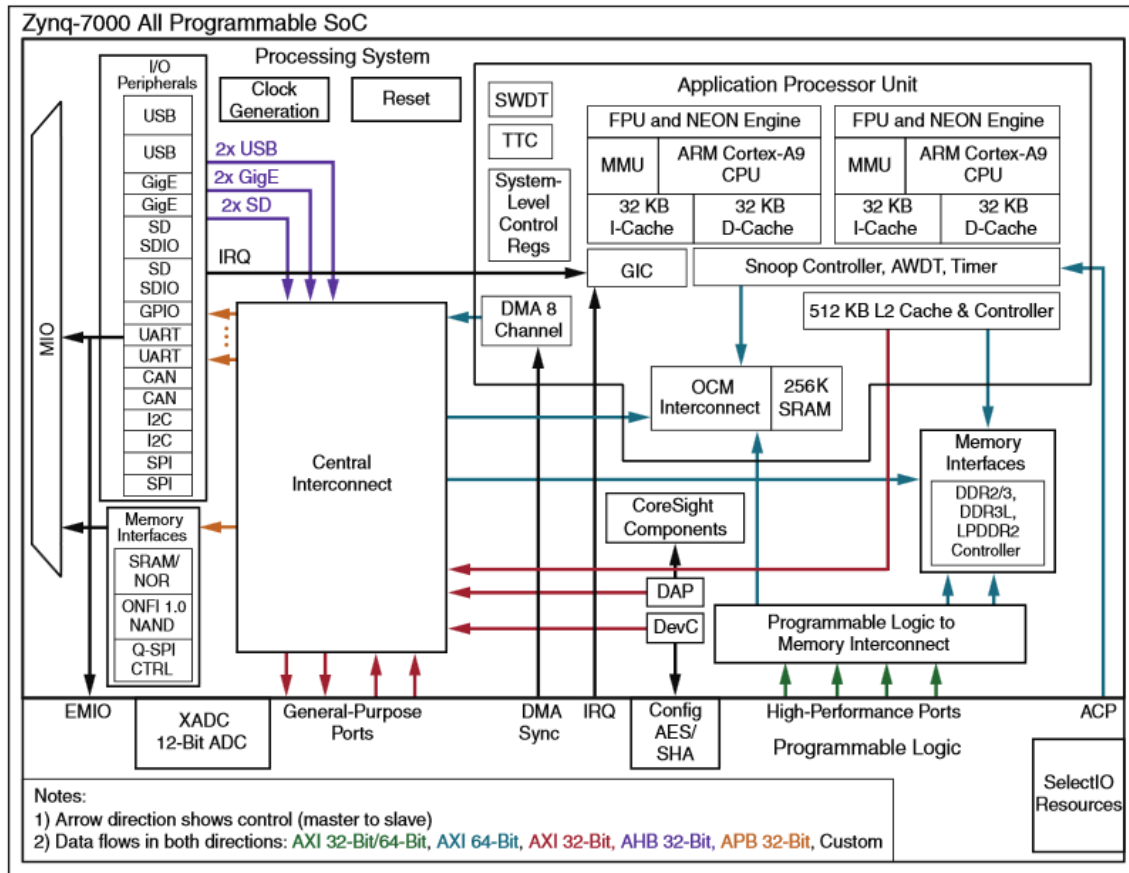 Zynq-7000 All Programmable SoC
Processing System
I/O
Peripherals
USB
USB
GigE
GigE
SD
SDIO
SD
SDIO
GPIO
UART
UART
CAN
CAN
I2C
I2C
SPI
SPI
MIO
Memory
Interfaces
SRAM/
NOR
ONFI 1.0
NAND
Q-SPI
CTRL
Clock
Generation
Reset
2x USB
2x GigE
2x SD
IRQ
Central
Interconnect
Application Processor Unit
SWDT
TTC
System-
Level
Control
Regs
FPU and NEON Engine
MMU
ARM Cortex-A9
CPU
32 KB
I-Cache
32 KB
D-Cache
FPU and NEON Engine
MMU
ARM Cortex-A9
CPU
32 KB
I-Cache
32 KB
D-Cache
GIC
Snoop Controller, AWDT, Timer
DMA 8
Channel
512 KB L2 Cache & Controller
OCM
Interconnect
256K
SRAM
Memory
Interfaces
DDR2/3,
DDR3L,
LPDDR2
Controller
CoreSight
Components
DAP
DevC
Programmable Logic to
Memory Interconnect
EMIO
XADC
12-Bit ADC
General-Purpose
Ports
DMA
Sync
IRQ
Config
AES/
SHA
High-Performance Ports
ACP
Programmable Logic
SelectIO
Resources
Notes:
1) Arrow direction shows control (master to slave)
2) Data flows in both directions: AXI 32-Bit/64-Bit, AXI 64-Bit, AXI 32-Bit, AHB 32-Bit, APB 32-Bit, Custom